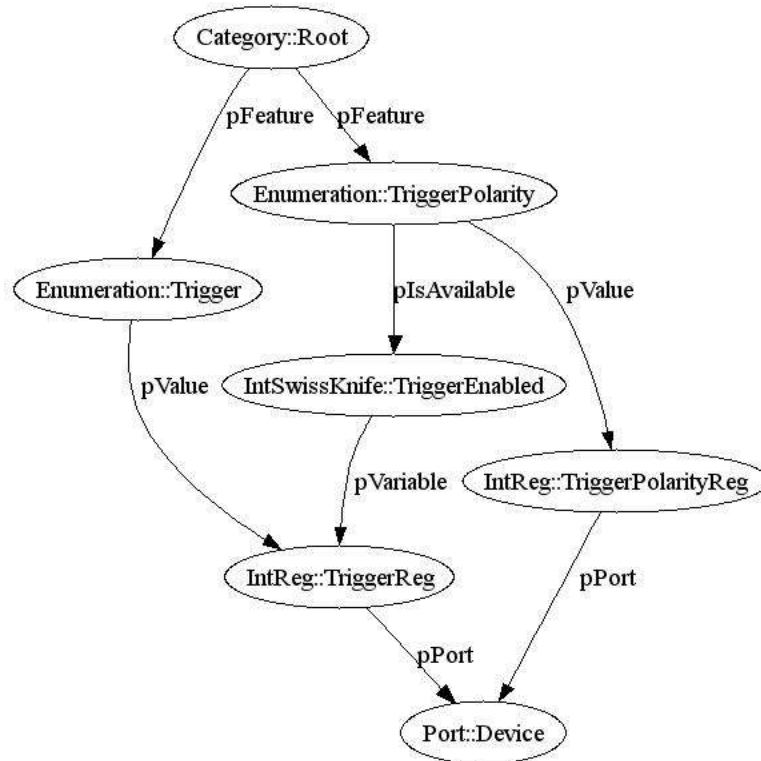 Category::Root
pFeature
pFeature
Enumeration::TriggerPolarity
Enumeration::Trigger
pIsAvailable
pValue
pValue
IntSwissKnife::TriggerEnabled
pVariable
IntReg::TriggerPolarityReg
IntReg::TriggerReg
pPort
pPort
Port::Device